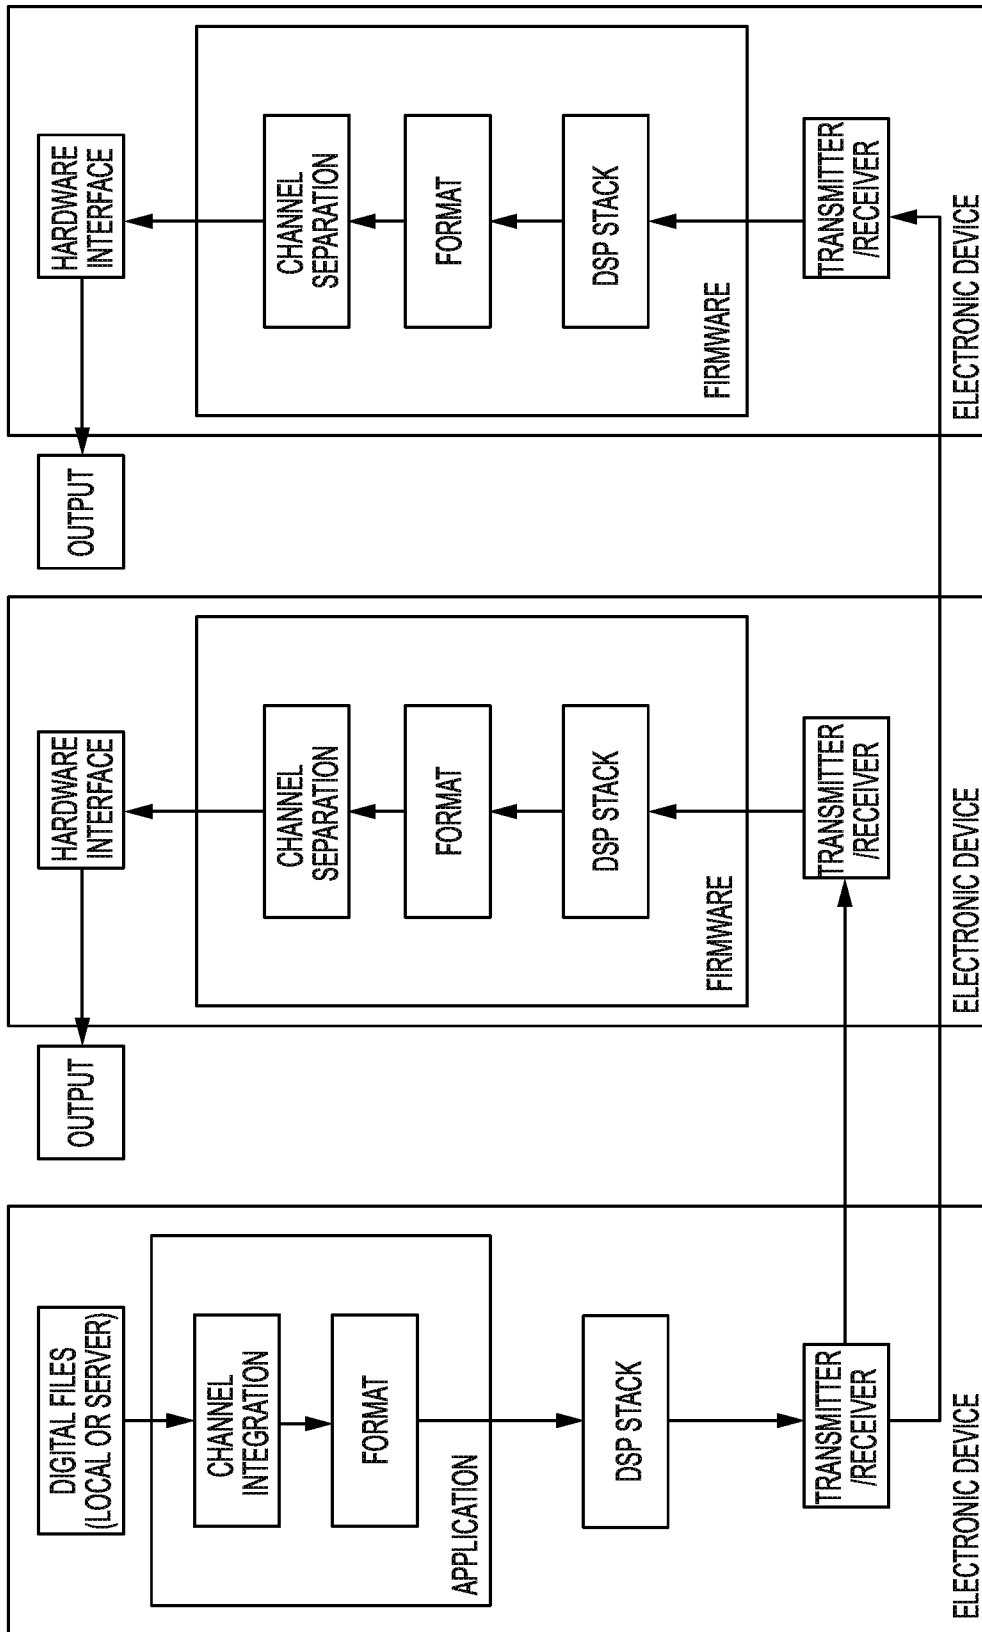 DIGITAL FILES
(LOCAL OR SERVER)
CHANNEL
INTEGRATION
FORMAT
APPLICATION
DSP STACK
TRANSMITTER
/RECEIVER
ELECTRONIC DEVICE
OUTPUT
HARDWARE
INTERFACE
CHANNEL
SEPARATION
FORMAT
DSP STACK
FIRMWARE
TRANSMITTER
/RECEIVER
ELECTRONIC DEVICE
OUTPUT
HARDWARE
INTERFACE
CHANNEL
SEPARATION
FORMAT
DSP STACK
FIRMWARE
TRANSMITTER
/RECEIVER
ELECTRONIC DEVICE